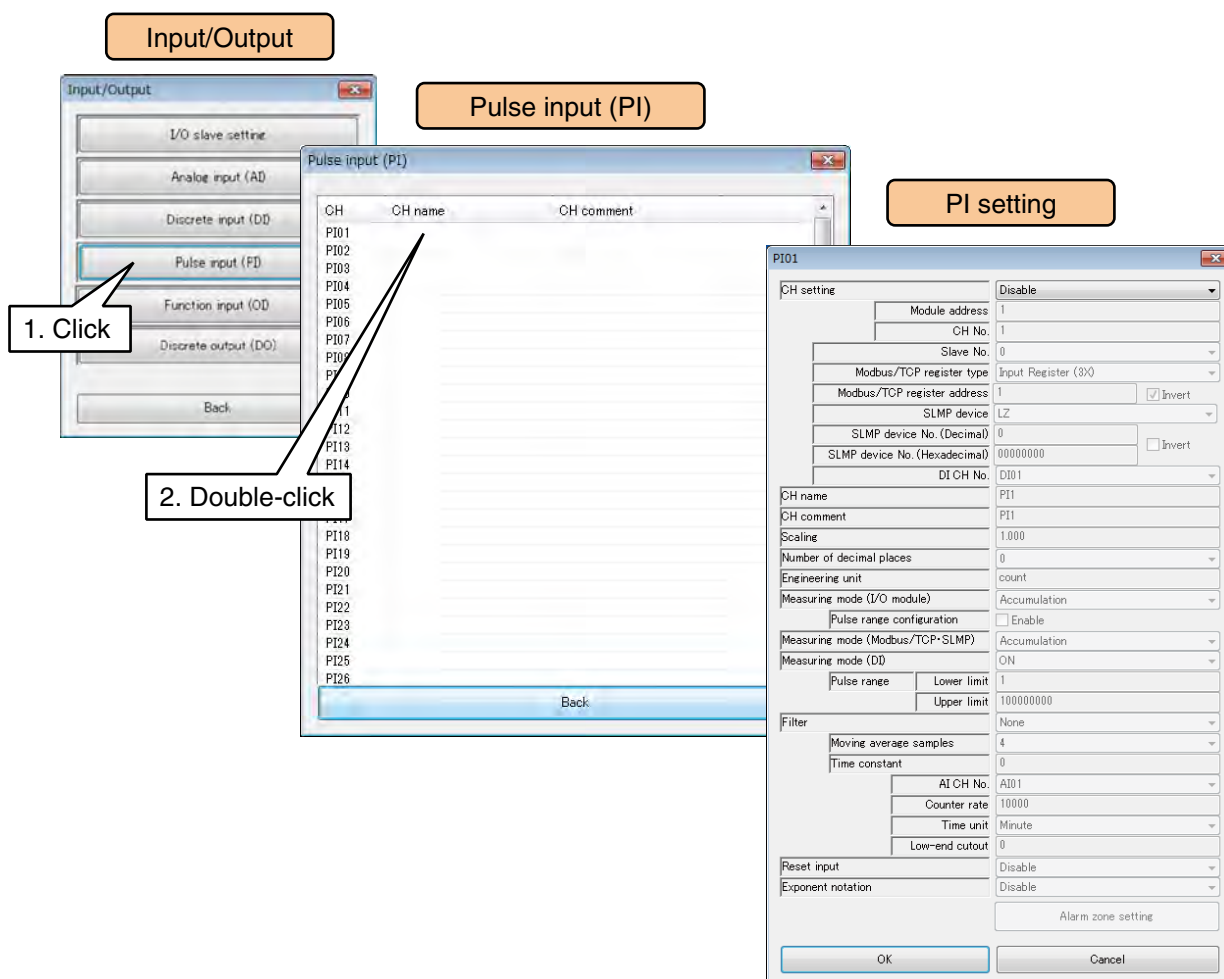 Input/Output
Input/Output
I/O slave setting
Analog input (AI)
Discrete input (DI)
Pulse input (PI)
Function input (OI)
Discrete output (DO)
Back
1. Click
Pulse input (PI)
Pulse input (PI)
CH CH name CH comment
PI01
PI02
PI03
PI04
PI05
PI06
PI07
PI12
PI13
PI14
2. Double-click
PI18
PI19
PI20
PI21
PI22
PI23
PI24
PI25
PI26
Back
PI setting
PI01
CH setting Disable
Module address 1
CH No. 1
Slave No. 0
Modbus/TCP register type Input Register (3X)
Modbus/TCP register address 1 Invert
SLMP device LZ
SLMP device No.(Decimal) 0
Invert
SLMP device No.(Hexadecimal) 00000000
DI CH No. DI01
CH name PI1
CH comment PI1
Scaling 1.000
Number of decimal places 0
Engineering unit count
Measuring mode (I/O module) Accumulation
Pulse range configuration Enable
Measuring mode (Modbus/TCP･SLMP) Accumulation
Measuring mode (DI) ON
Pulse range Lower limit 1
Upper limit 100000000
Filter None
Moving average samples 4
Time constant 0
AI CH No. AI01
Counter rate 10000
Time unit Minute
Low-end cutout 0
Reset input Disable
Exponent notation Disable
Alarm zone setting
OK Cancel